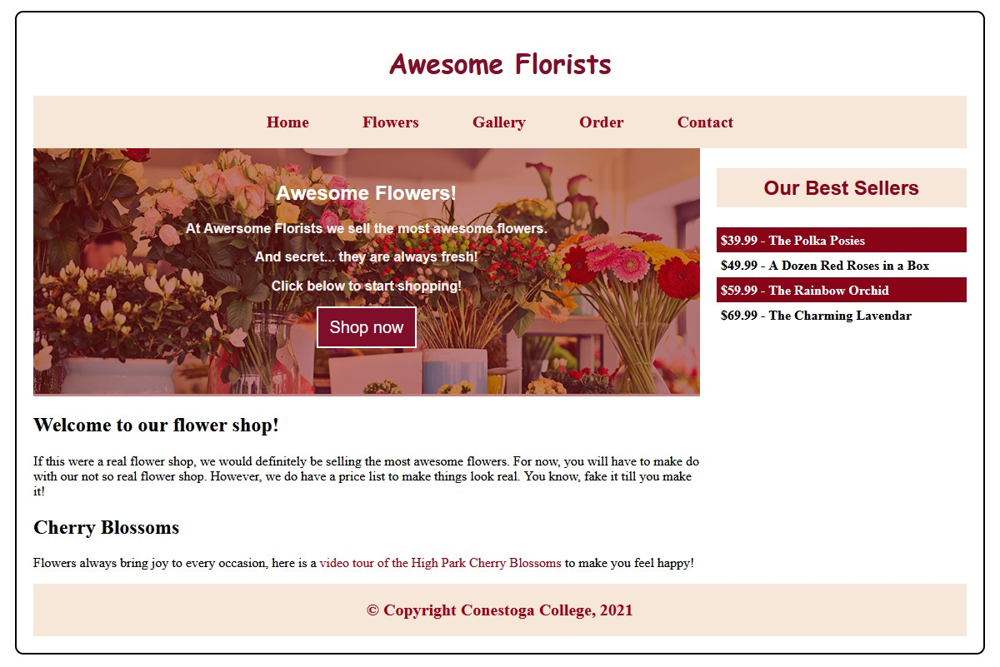 Awesome Florists
Home Flowers Gallery Order Contact
Awesome Flowers!
At Awersome Florists we sell the most awesome flowers.
And secret... they are always fresh!
Click below to start shopping!
Shop now
Our Best Sellers
$39.99 - The Polka Posies
$49.99 - A Dozen Red Roses in a Box
$59.99 - The Rainbow Orchid
$69.99 - The Charming Lavendar
Welcome to our flower shop!
If this were a real flower shop, we would definitely be selling the most awesome flowers. For now, you will have to make do
with our not so real flower shop. However, we do have a price list to make things look real. You know, fake it till you make
it!
Cherry Blossoms
Flowers always bring joy to every occasion, here is a video tour of the High Park Cherry Blossoms to make you feel happy!
© Copyright Conestoga College, 2021